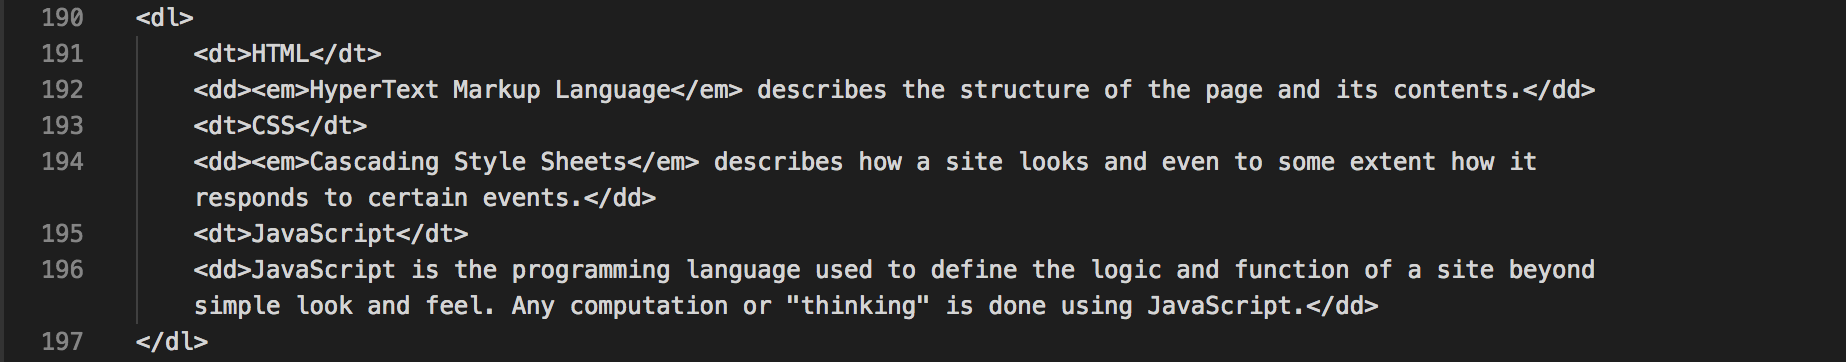 190 <dl>
191 <dt>HTML</dt>
192 <dd><em>HyperText Markup Language</em> describes the structure of the page and its contents.</dd>
193 <dt>CSS</dt>
194 <dd><em>Cascading Style Sheets</em> describes how a site looks and even to some extent how it
responds to certain events.</dd>
195 <dt>JavaScript</dt>
196 <dd>JavaScript is the programming language used to define the logic and function of a site beyond
simple look and feel. Any computation or "thinking" is done using JavaScript.</dd>
197 </dl>